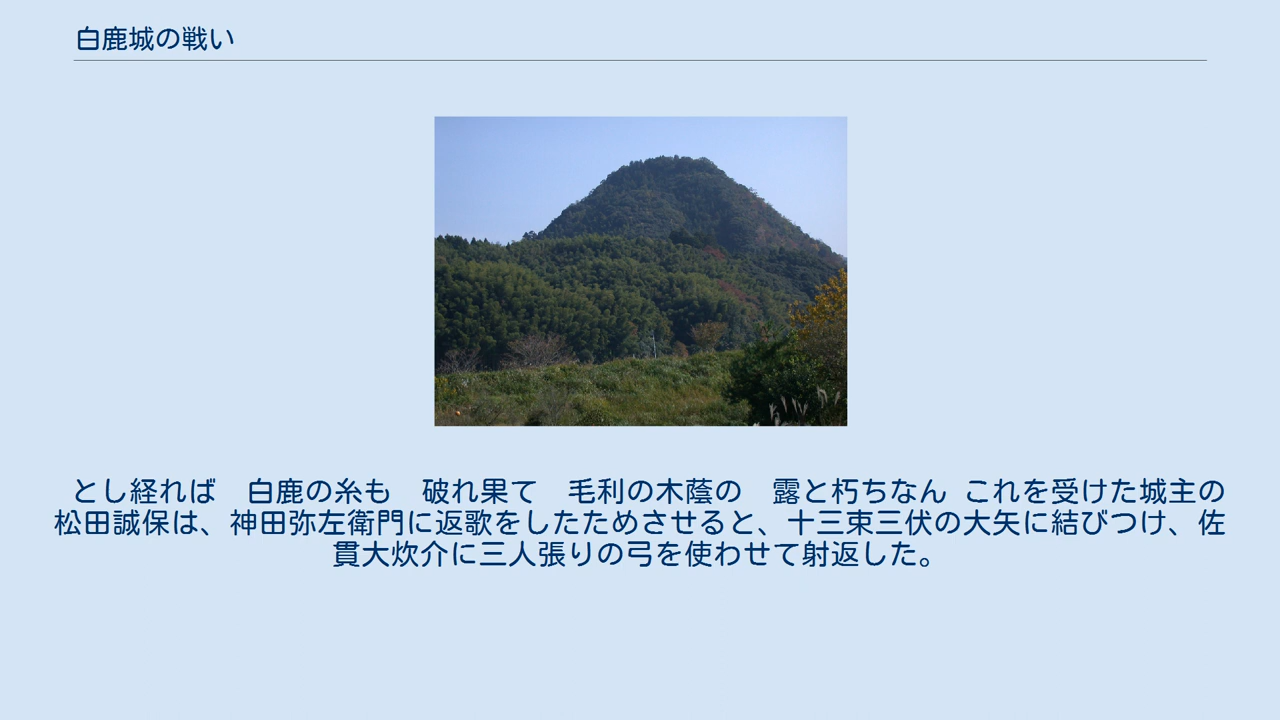 白鹿城の戦い
とし経れば　白鹿の糸も　破れ果て　毛利の木蔭の　露と朽ちなん これを受けた城主の
松田誠保は、神田弥左衛門に返歌をしたためさせると、十三束三伏の大矢に結びつけ、佐
貫大炊介に三人張りの弓を使わせて射返した。